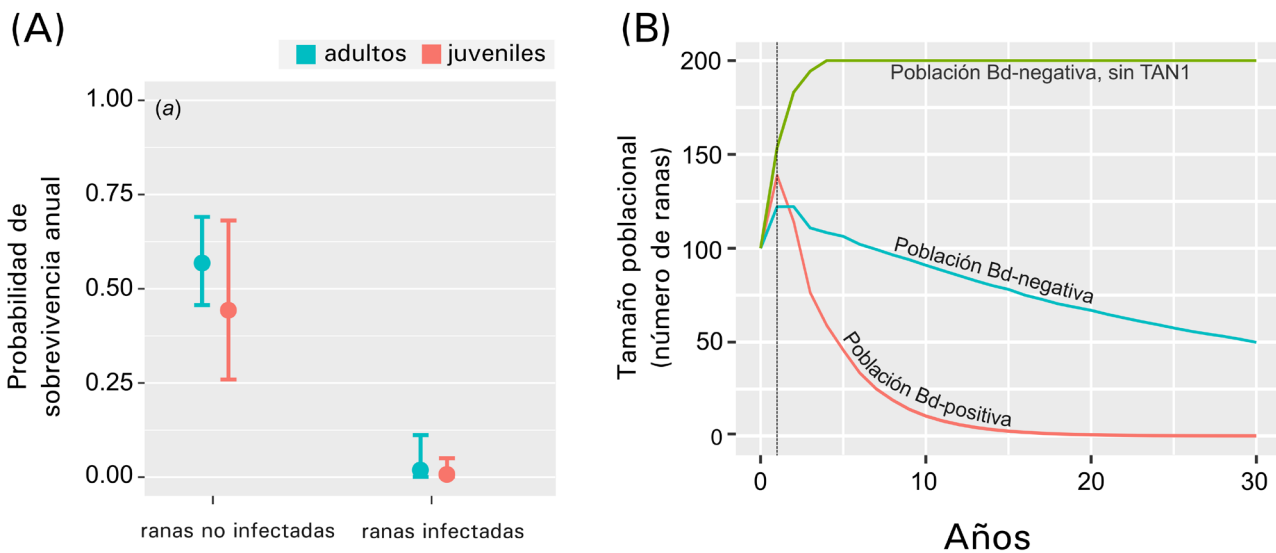 (A)
adultos juveniles
(a)
1.00
0.75
0.50
0.25
0.00
Probabilidad de
sobrevivencia anual
ranas no infectadas ranas infectadas
(B)
200
150
100
50
0
Tamaño poblacional
(número de ranas)
Población Bd-negativa, sin TAN1
Población Bd-negativa
Población Bd-positiva
0 10 20 30
Años